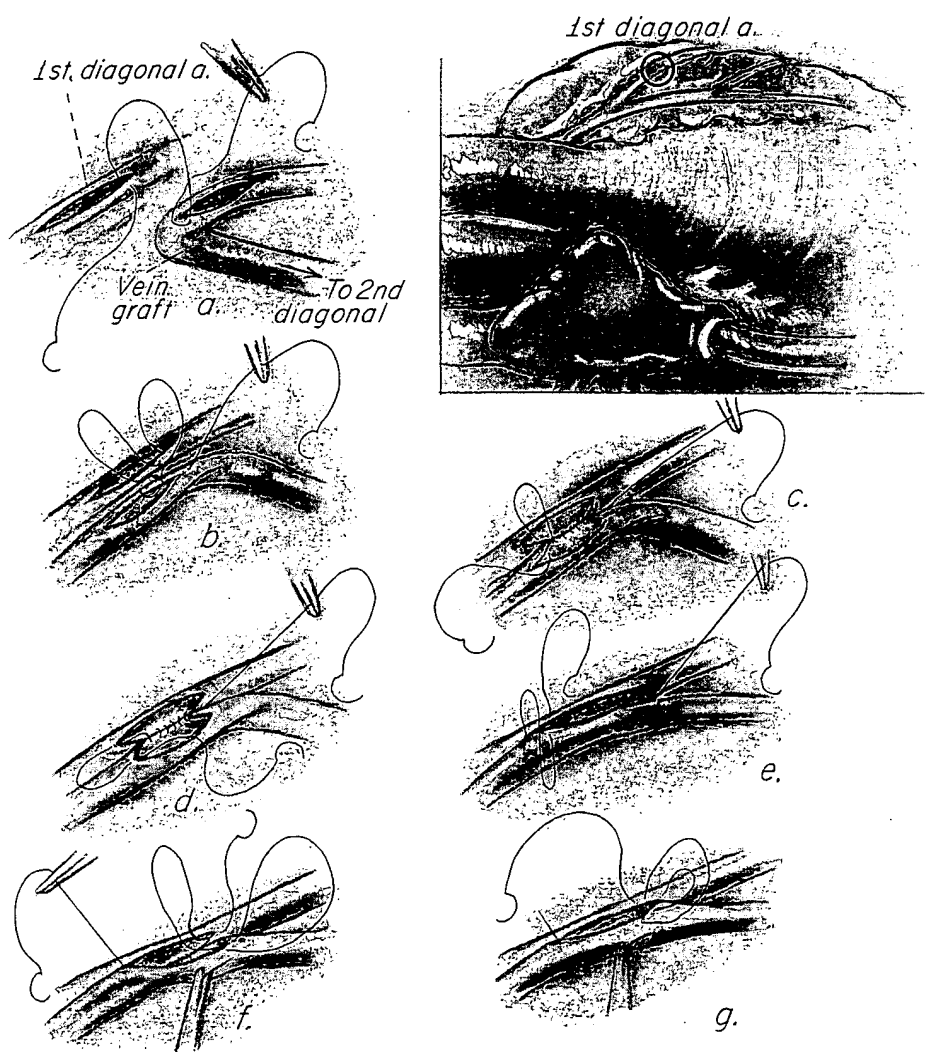 1st diagonal a.
1st. diagonal a.
Vein
graft
a.
To 2nd
diagonal
b.
c.
d.
e.
f.
g.